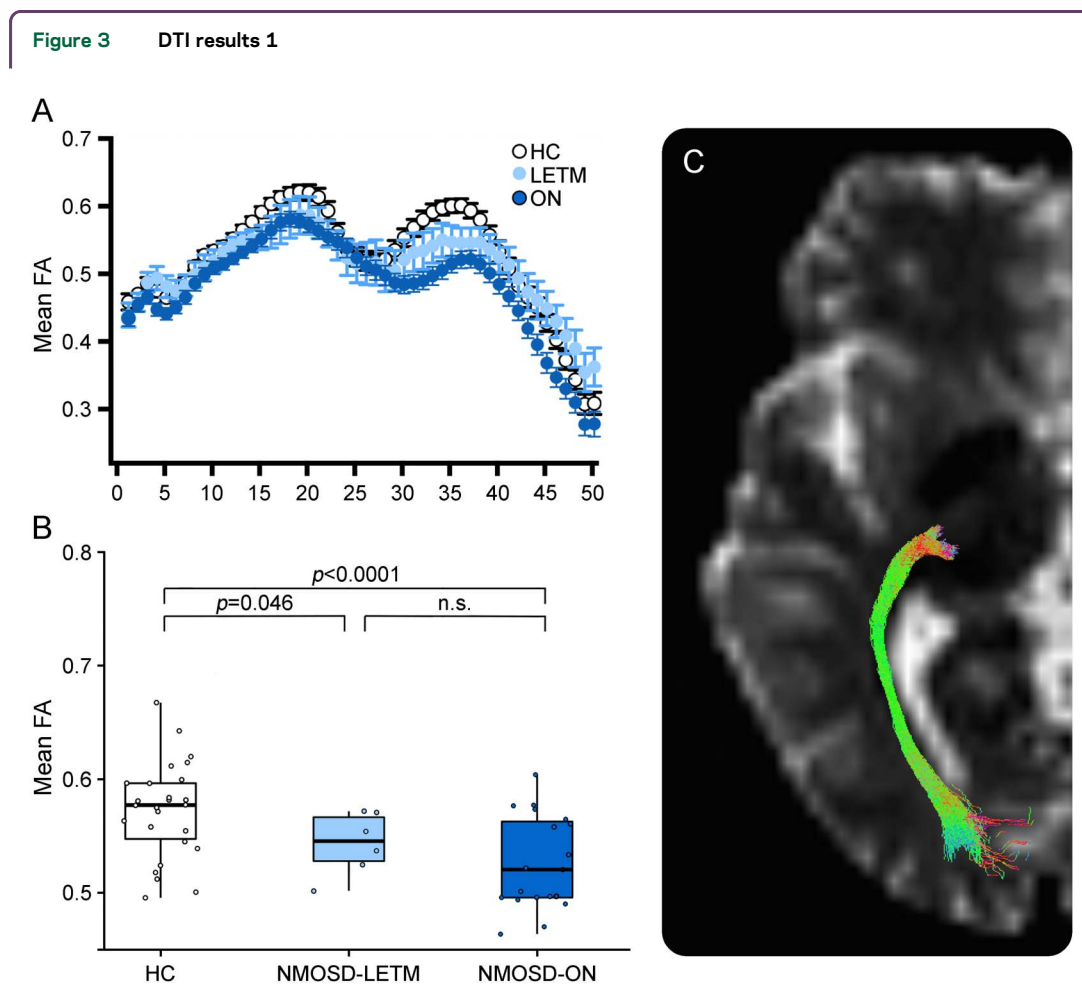 Figure 3 DTI results 1
A
0.7
0.6
0.5
0.4
0.3
Mean FA
HC
LETM
ON
0 5 10 15 20 25 30 35 40 45 50
B
0.8
0.7
0.6
0.5
Mean FA
p<0.0001
p=0.046 n.s.
HC NMOSD-LETM NMOSD-ON
C